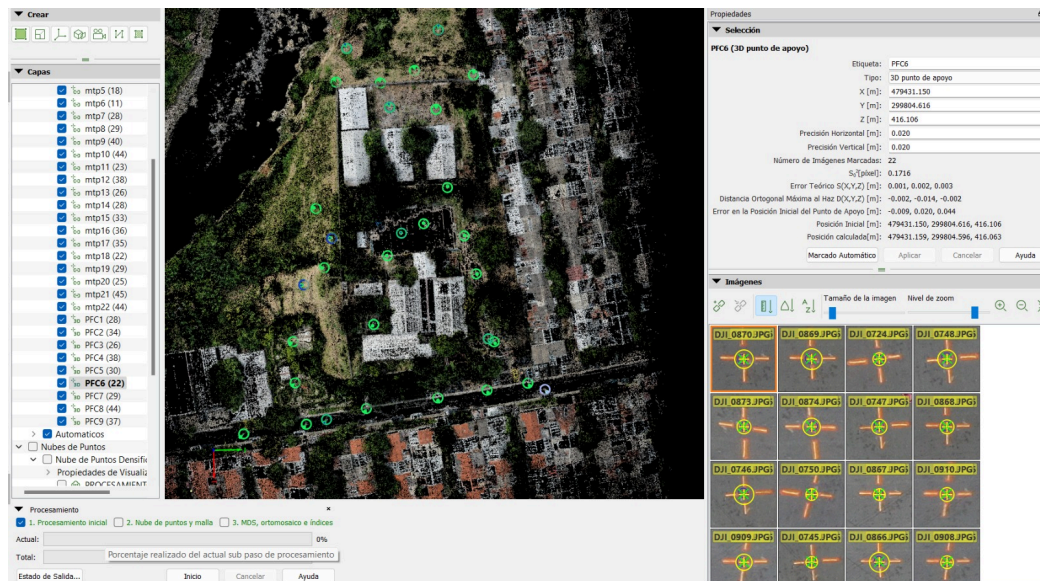 Crear
Capas
mtp5 (18)
mtp6 (11)
mtp7 (28)
mtp8 (29)
mtp9 (40)
mtp10 (44)
mtp11 (23)
mtp12 (38)
mtp13 (26)
mtp14 (28)
mtp15 (33)
mtp16 (36)
mtp17 (35)
mtp18 (22)
mtp19 (29)
mtp20 (25)
mtp21 (45)
mtp22 (44)
PFC1 (28)
PFC2 (34)
PFC3 (26)
PFC4 (38)
PFC5 (30)
PFC6 (22)
PFC7 (29)
PFC8 (44)
PFC9 (37)
Automaticos
Nubes de Puntos
Nube de Puntos Densific
Propiedades de Visualiz
PROCESAMIENT
Procesamiento
1. Procesamiento inicial 2. Nube de puntos y malla 3. MDS, ortomosaico e índices
Actual: 0%
Total:
Porcentaje realizado del actual sub paso de procesamiento
Estado de Salida... Inicio Cancelar Ayuda
Propiedades
Selección
PFC6 (3D punto de apoyo)
Etiqueta: PFC6
Tipo: 3D punto de apoyo
X [m]: 479431.150
Y [m]: 299804.616
Z [m]: 416.106
Precisión Horizontal [m]: 0.020
Precisión Vertical [m]: 0.020
Número de Imágenes Marcadas: 22
S₀²[píxel]: 0.1716
Error Teórico S(X,Y,Z) [m]: 0.001, 0.002, 0.003
Distancia Ortogonal Máxima al Haz D(X,Y,Z) [m]: -0.002, -0.014, -0.002
Error en la Posición Inicial del Punto de Apoyo [m]: -0.009, 0.020, 0.044
Posición Inicial [m]: 479431.150, 299804.616, 416.106
Posición calculada[m]: 479431.159, 299804.596, 416.063
Marcado Automático Aplicar Cancelar Ayuda
Imágenes
Tamaño de la imagen Nivel de zoom
DJI_0870.JPG DJI_0869.JPG DJI_0724.JPG DJI_0748.JPG
DJI_0873.JPG DJI_0874.JPG DJI_0747.JPG DJI_0868.JPG
DJI_0746.JPG DJI_0750.JPG DJI_0867.JPG DJI_0910.JPG
DJI_0909.JPG DJI_0745.JPG DJI_0866.JPG DJI_0908.JPG